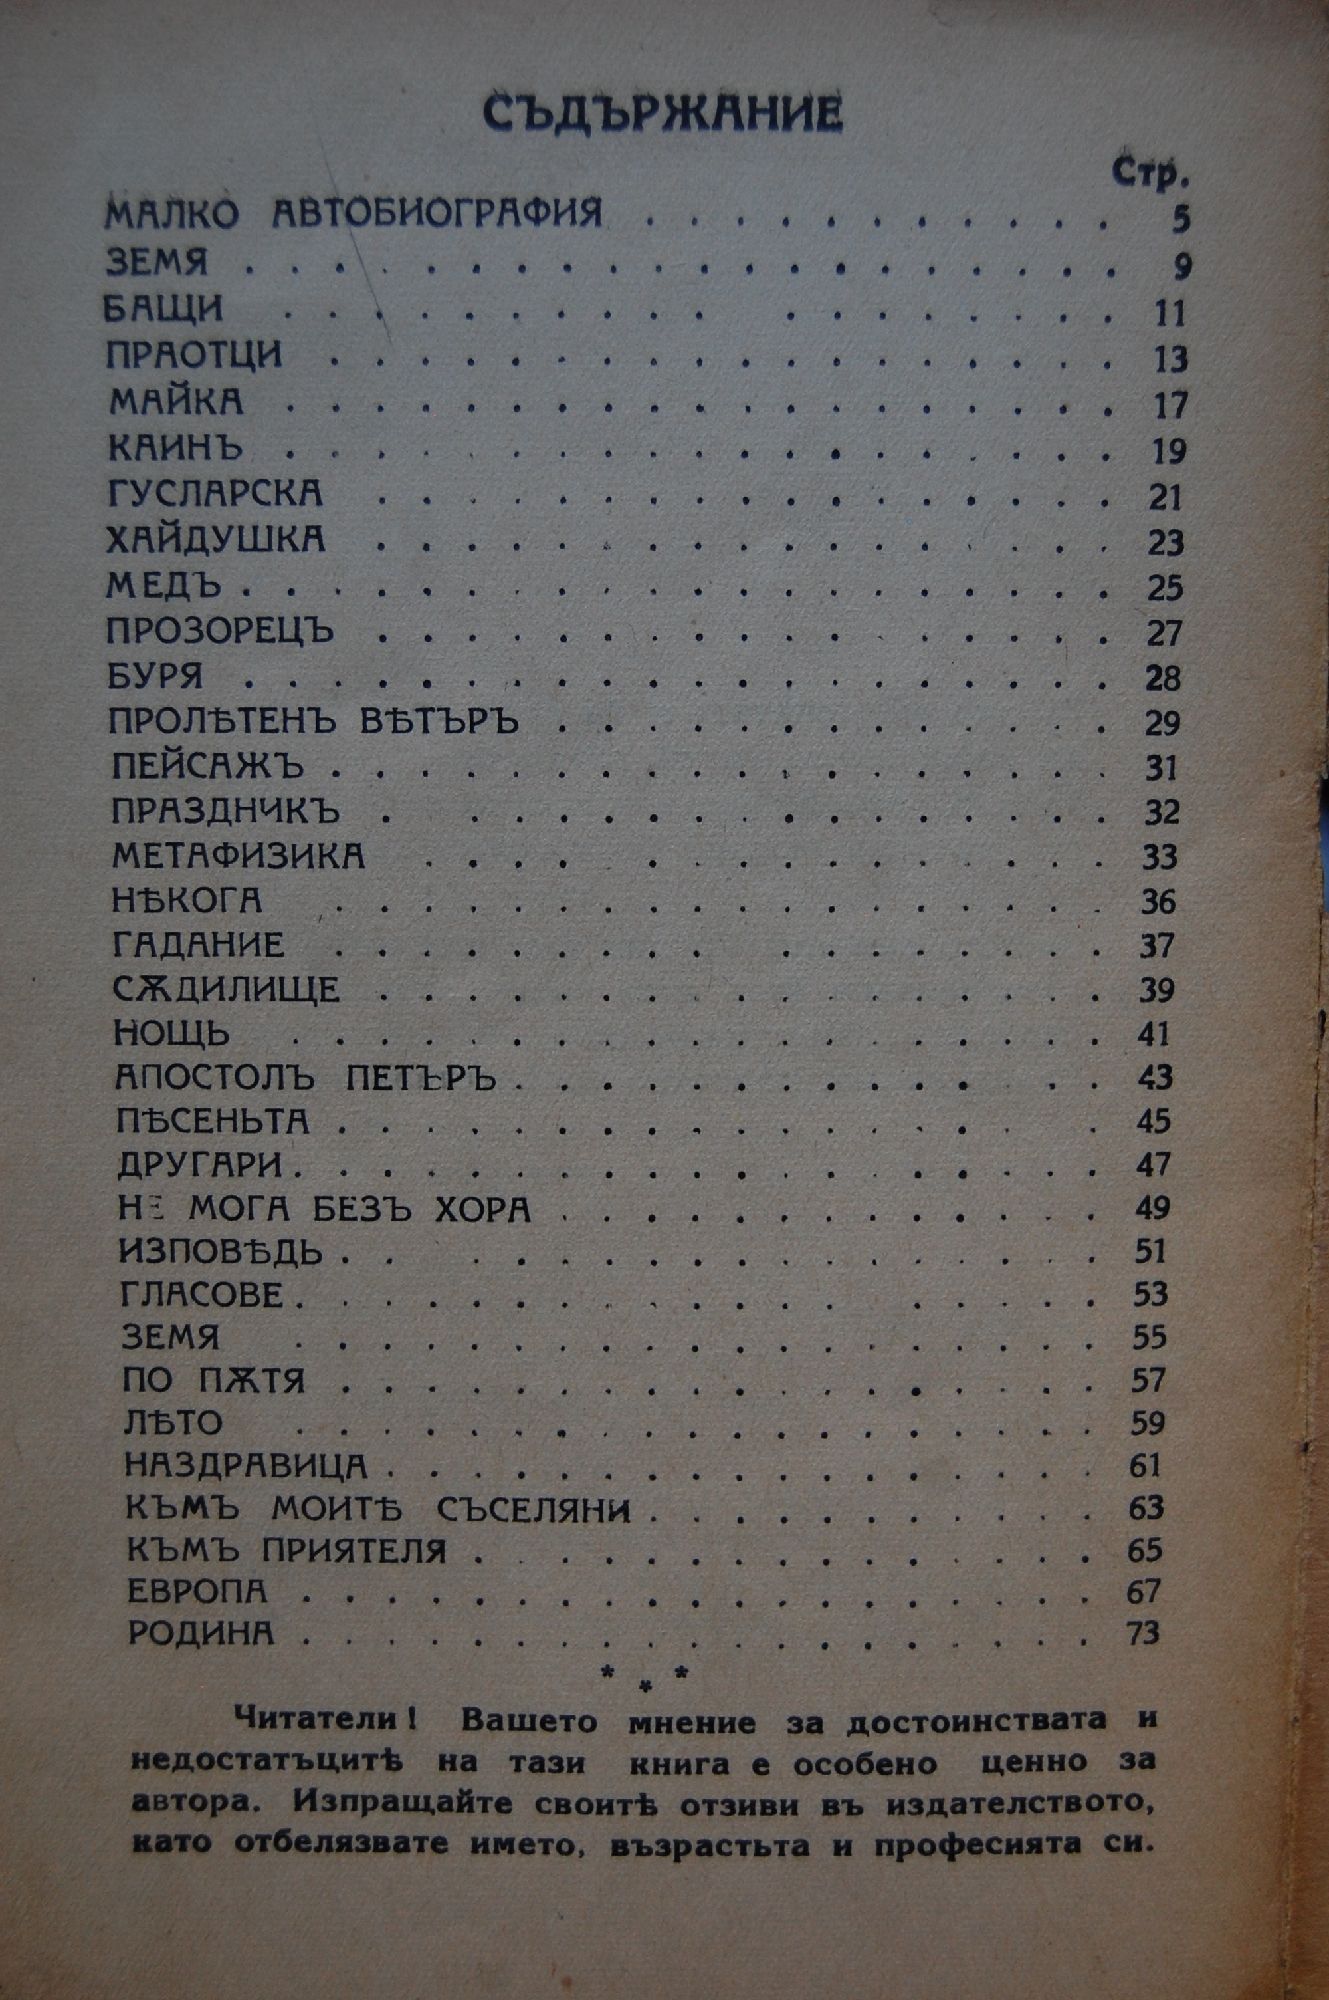 СЪДЪРЖАНИЕ
Стр.
МАЛКО АВТОБИОГРАФИЯ . . . . . . . . . . . 5
ЗЕМЯ . . . . . . . . . . . . . . . . . . . . 9
БАЩИ . . . . . . . . . . . . . . . . . . 11
ПРАОТЦИ . . . . . . . . . . . . . . . . . . 13
МАЙКА . . . . . . . . . . . . . . . . . . . 17
КАИНЪ . . . . . . . . . . . . . . . . . . . 19
ГУСЛАРСКА . . . . . . . . . . . . . . . . . 21
ХАЙДУШКА . . . . . . . . . . . . . . . . . 23
МЕДЪ . . . . . . . . . . . . . . . . . . . . 25
ПРОЗОРЕЦЪ . . . . . . . . . . . . . . . . . 27
БУРЯ . . . . . . . . . . . . . . . . . . . . 28
ПРОЛѢТЕНЪ ВѢТЪРЪ . . . . . . . . . . . . . 29
ПЕЙСАЖЪ . . . . . . . . . . . . . . . . . . 31
ПРАЗДНИКЪ . . . . . . . . . . . . . . . . 32
МЕТАФИЗИКА . . . . . . . . . . . . . . . 33
НѢКОГА . . . . . . . . . . . . . . . . . . 36
ГАДАНИЕ . . . . . . . . . . . . . . . . . 37
СѪДИЛИЩЕ . . . . . . . . . . . . . . . . . 39
НОЩЬ . . . . . . . . . . . . . . . . . . . 41
АПОСТОЛЪ ПЕТЪРЪ . . . . . . . . . . . . . 43
ПѢСЕНЬТА . . . . . . . . . . . . . . . . . 45
ДРУГАРИ . . . . . . . . . . . . . . . . . . . 47
НЕ МОГА БЕЗЪ ХОРА . . . . . . . . . . . . . 49
ИЗПОВѢДЬ . . . . . . . . . . . . . . . . . 51
ГЛАСОВЕ . . . . . . . . . . . . . . . . . . 53
ЗЕМЯ . . . . . . . . . . . . . . . . . . . 55
ПО ПѪТЯ . . . . . . . . . . . . . . . . . . 57
ЛѢТО . . . . . . . . . . . . . . . . . . . 59
НАЗДРАВИЦА . . . . . . . . . . . . . . . . . 61
КЪМЪ МОИТѢ СЪСЕЛЯНИ . . . . . . . . . . . 63
КЪМЪ ПРИЯТЕЛЯ . . . . . . . . . . . . . . 65
ЕВРОПА . . . . . . . . . . . . . . . . . . . 67
РОДИНА . . . . . . . . . . . . . . . . . . . 73
* * *
Читатели! Вашето мнение за достоинствата и
недостатъцитѣ на тази книга е особено ценно за
автора. Изпращайте своитѣ отзиви въ издателството,
като отбелязвате името, възрастьта и професията си.